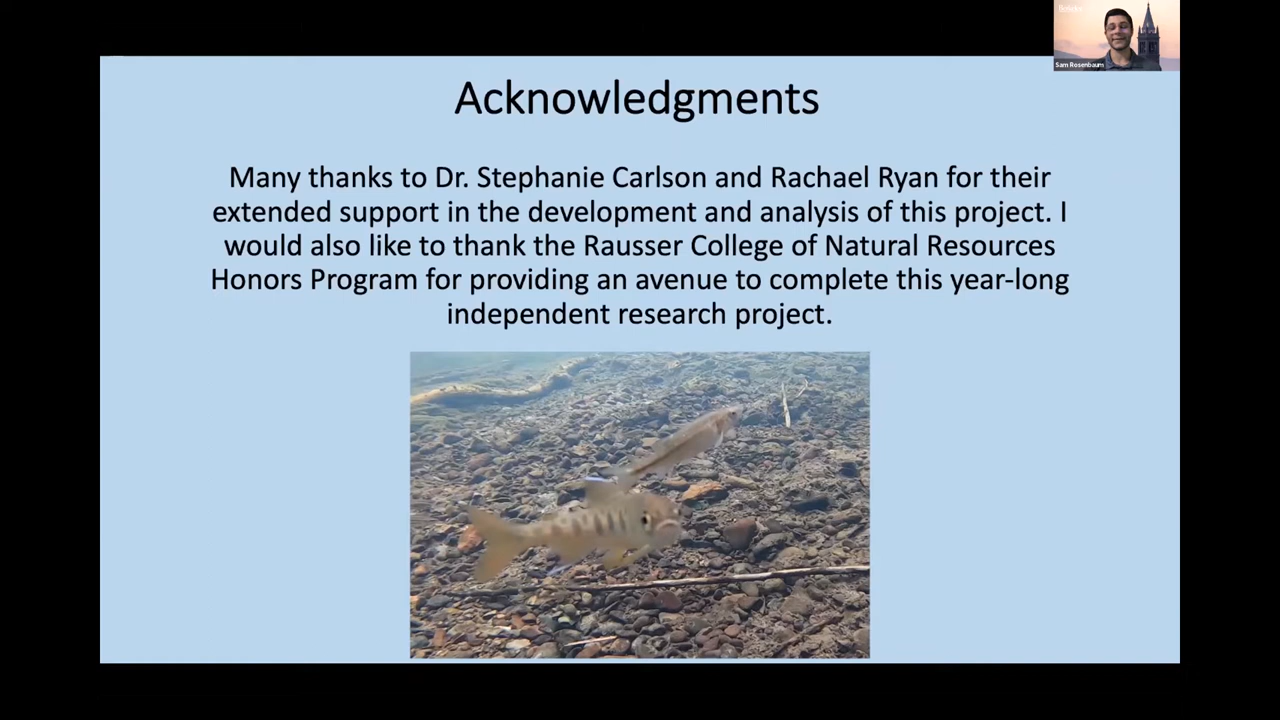 Sam Rosenbaum
Acknowledgments
Many thanks to Dr. Stephanie Carlson and Rachael Ryan for their
extended support in the development and analysis of this project. I
would also like to thank the Rausser College of Natural Resources
Honors Program for providing an avenue to complete this year-long
independent research project.